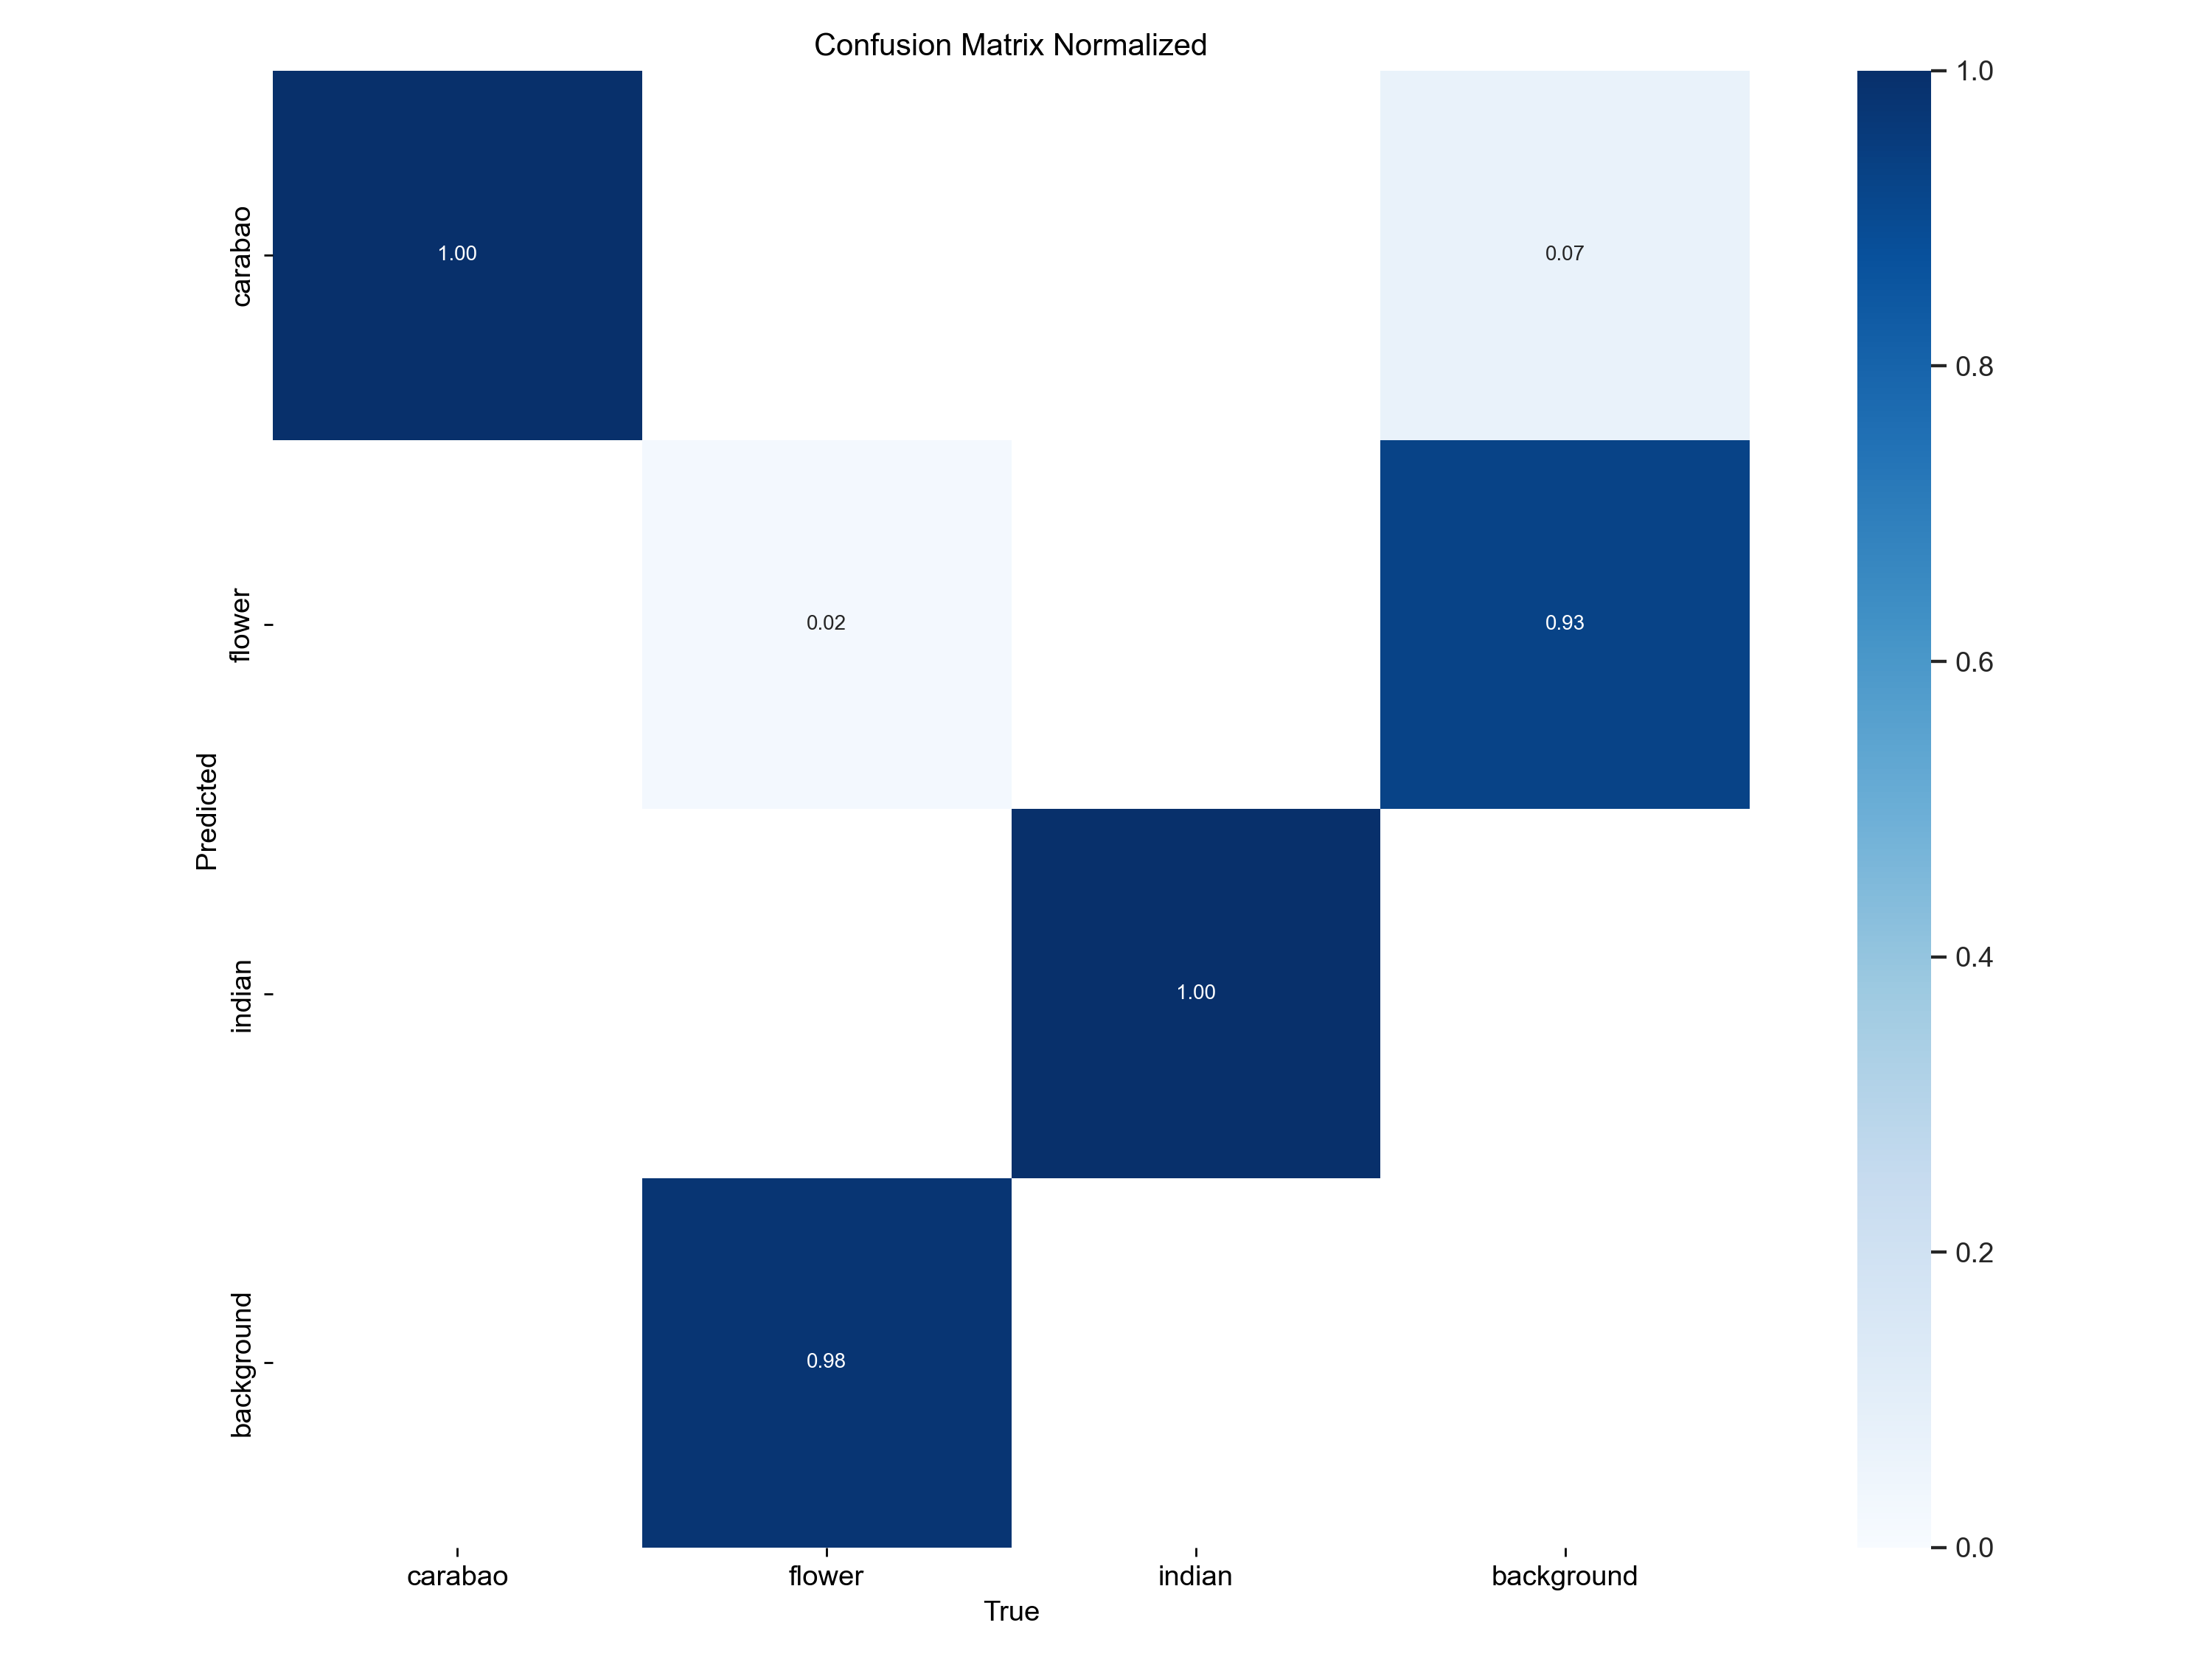 Confusion Matrix Normalized
1.0
carabao
1.00
0.07
0.8
flower
0.02
0.93
0.6
Predicted
indian
1.00
0.4
0.2
background
0.98
0.0
carabao
flower
indian
background
True